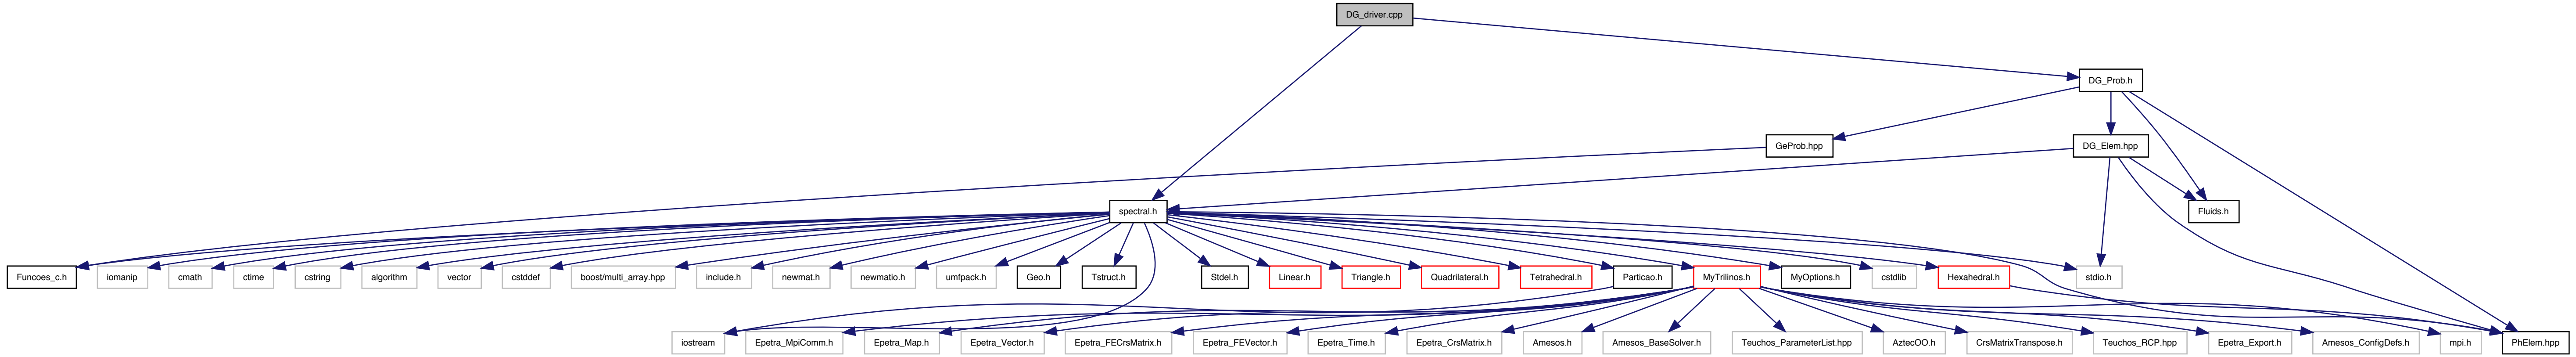 DG_driver.cpp
DG_Prob.h
GeProb.hpp
DG_Elem.hpp
spectral.h
Fluids.h
Funcoes_c.h
iomanip
cmath
ctime
cstring
algorithm
vector
cstddef
boost/multi_array.hpp
include.h
newmat.h
newmatio.h
umfpack.h
Geo.h
Tstruct.h
Stdel.h
Linear.h
Triangle.h
Quadrilateral.h
Tetrahedral.h
Particao.h
MyTrilinos.h
MyOptions.h
cstdlib
Hexahedral.h
stdio.h
iostream
Epetra_MpiComm.h
Epetra_Map.h
Epetra_Vector.h
Epetra_FECrsMatrix.h
Epetra_FEVector.h
Epetra_Time.h
Epetra_CrsMatrix.h
Amesos.h
Amesos_BaseSolver.h
Teuchos_ParameterList.hpp
AztecOO.h
CrsMatrixTranspose.h
Teuchos_RCP.hpp
Epetra_Export.h
Amesos_ConfigDefs.h
mpi.h
PhElem.hpp